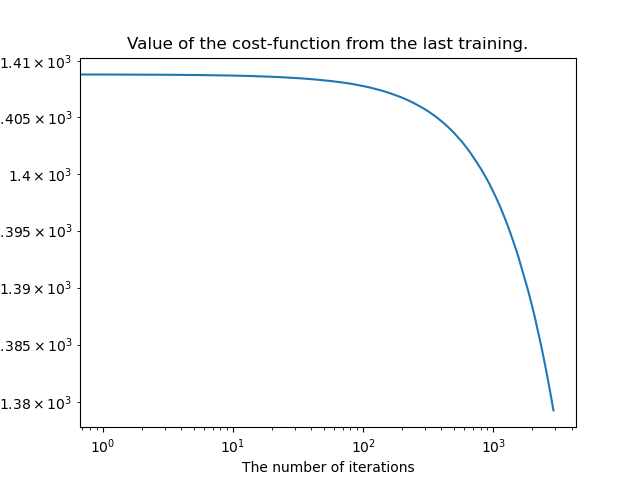 Value of the cost-function from the last training.
1.41 × 10³
.405 × 10³
1.4 × 10³
.395 × 10³
1.39 × 10³
.385 × 10³
1.38 × 10³
10⁰ 10¹ 10² 10³
The number of iterations